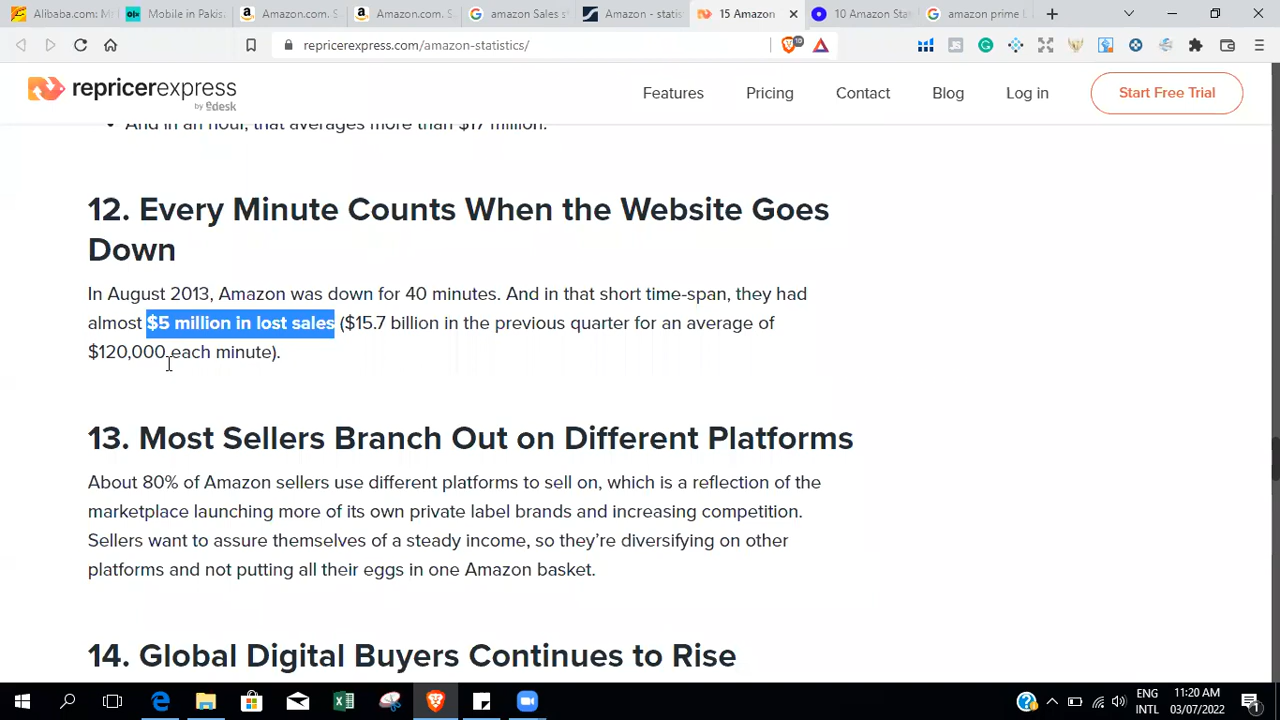 Alibaba.com: M
Mobile in Pakis
Amazon.com. S
Amazon.com. S
amazon Sales
Amazon - statis
15 Amazon
10 Amazon Stat
amazon prime
repricerexpress.com/amazon-statistics/
10
repricerexpress
by eDesk
Features
Pricing
Contact
Blog
Log in
Start Free Trial
And in an hour, that averages more than $17 million.
12. Every Minute Counts When the Website Goes
Down
In August 2013, Amazon was down for 40 minutes. And in that short time-span, they had
almost $5 million in lost sales ($15.7 billion in the previous quarter for an average of
$120,000 each minute).
13. Most Sellers Branch Out on Different Platforms
About 80% of Amazon sellers use different platforms to sell on, which is a reflection of the
marketplace launching more of its own private label brands and increasing competition.
Sellers want to assure themselves of a steady income, so they're diversifying on other
platforms and not putting all their eggs in one Amazon basket.
14. Global Digital Buyers Continues to Rise
ENG
INTL
11:20 AM
03/07/2022
1